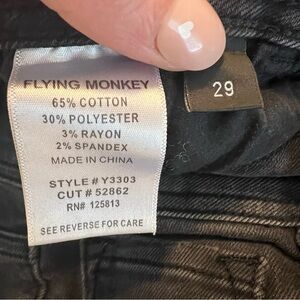 FLYING MONKEY
65% COTTON
30% POLYESTER
3% RAYON
2% SPANDEX
MADE IN CHINA
STYLE # Y3303
CUT # 52862
RN# 125813
SEE REVERSE FOR CARE
29